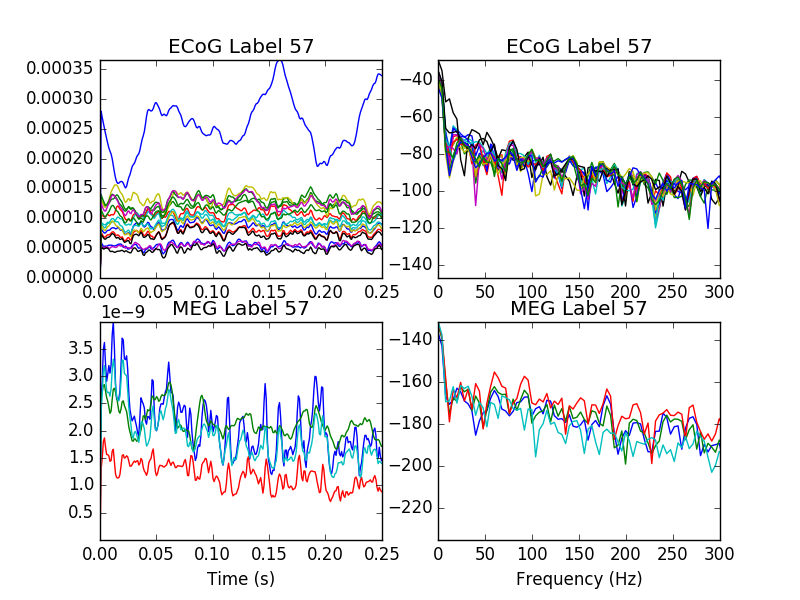 ECoG Label 57
ECoG Label 57
0.00035
0.00030
0.00025
0.00020
0.00015
0.00010
0.00005
0.00000
0.00 0.05 0.10 0.15 0.20 0.25
−40
−60
−80
−100
−120
−140
0 50 100 150 200 250 300
MEG Label 57
MEG Label 57
1e−9
3.5
3.0
2.5
2.0
1.5
1.0
0.5
0.00 0.05 0.10 0.15 0.20 0.25
Time (s)
−140
−160
−180
−200
−220
0 50 100 150 200 250 300
Frequency (Hz)